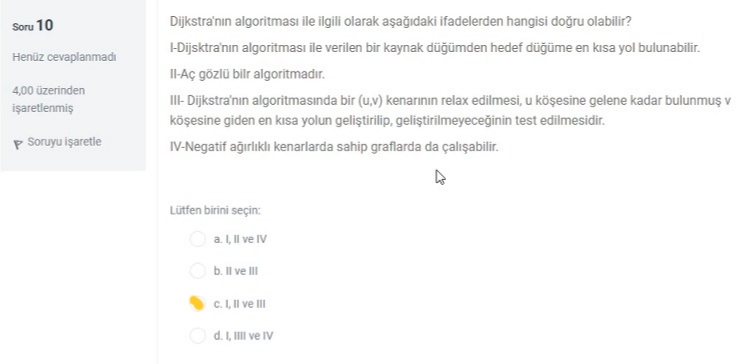 Soru 10
Henüz cevaplanmadı
4,00 üzerinden
işaretlenmiş
Soruyu işaretle
Dijkstra'nın algoritması ile ilgili olarak aşağıdaki ifadelerden hangisi doğru olabilir?
I-Dijsktra'nın algoritması ile verilen bir kaynak düğümden hedef düğüme en kısa yol bulunabilir.
II-Aç gözlü bilr algoritmadır.
III- Dijkstra'nın algoritmasında bir (u,v) kenarının relax edilmesi, u köşesine gelene kadar bulunmuş v
köşesine giden en kısa yolun geliştirilip, geliştirilmeyeceğinin test edilmesidir.
IV-Negatif ağırlıklı kenarlarda sahip graflarda da çalışabilir.
Lütfen birini seçin:
a. I, II ve IV
b. II ve III
c. I, II ve III
d. I, IIII ve IV